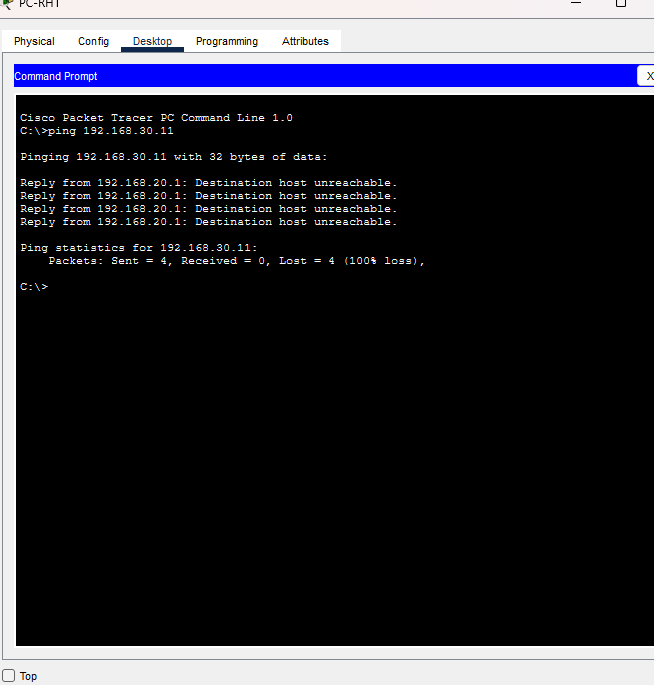 PC-RHT
Physical Config Desktop Programming Attributes
Command Prompt
X
Cisco Packet Tracer PC Command Line 1.0
C:\>ping 192.168.30.11
Pinging 192.168.30.11 with 32 bytes of data:
Reply from 192.168.20.1: Destination host unreachable.
Reply from 192.168.20.1: Destination host unreachable.
Reply from 192.168.20.1: Destination host unreachable.
Reply from 192.168.20.1: Destination host unreachable.
Ping statistics for 192.168.30.11:
Packets: Sent = 4, Received = 0, Lost = 4 (100% loss),
C:\>
Top